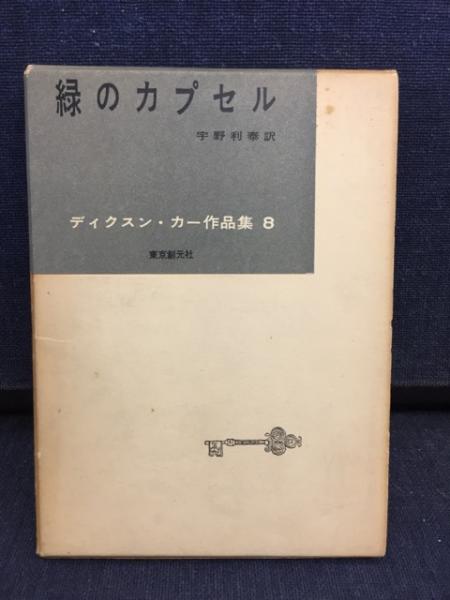 緑のカプセル
宇野利泰訳
ディクスン・カー作品集 8
東京創元社